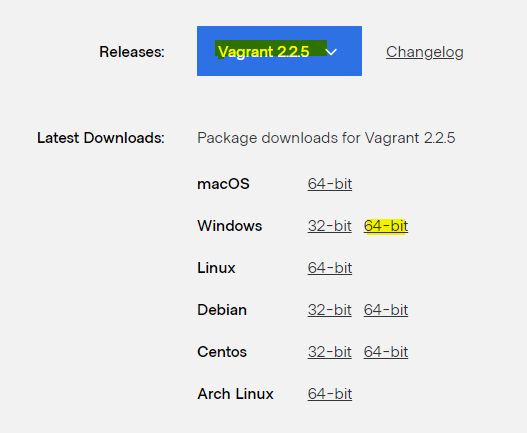 Releases: Vagrant 2.2.5 Changelog
Latest Downloads: Package downloads for Vagrant 2.2.5
macOS 64-bit
Windows 32-bit 64-bit
Linux 64-bit
Debian 32-bit 64-bit
Centos 32-bit 64-bit
Arch Linux 64-bit